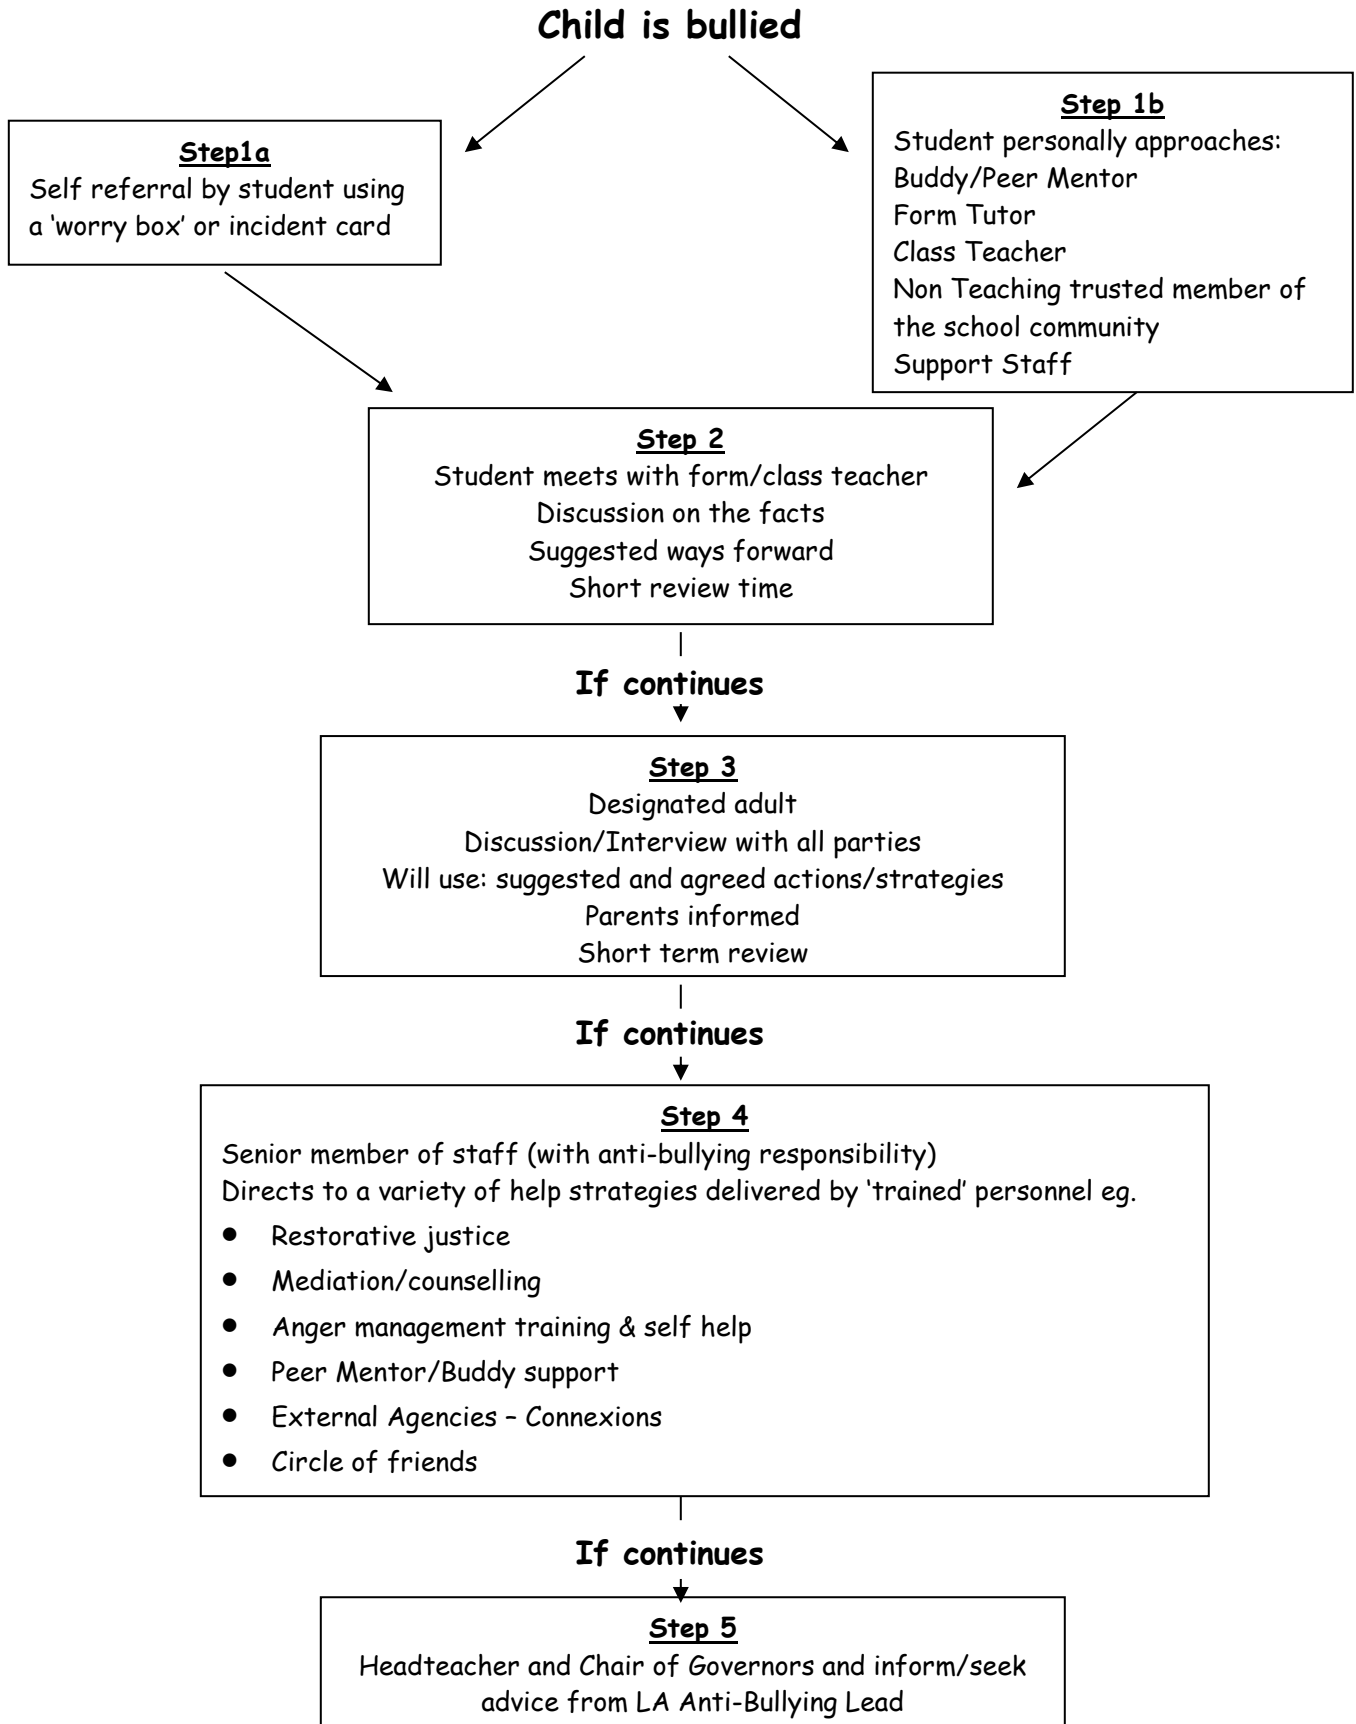 Child is bullied
Step1a
Self referral by student using
a ‘worry box’ or incident card
Step 1b
Student personally approaches:
Buddy/Peer Mentor
Form Tutor
Class Teacher
Non Teaching trusted member of
the school community
Support Staff
Step 2
Student meets with form/class teacher
Discussion on the facts
Suggested ways forward
Short review time
If continues
Step 3
Designated adult
Discussion/Interview with all parties
Will use: suggested and agreed actions/strategies
Parents informed
Short term review
If continues
Step 4
Senior member of staff (with anti-bullying responsibility)
Directs to a variety of help strategies delivered by ‘trained’ personnel eg.
● Restorative justice
● Mediation/counselling
● Anger management training & self help
● Peer Mentor/Buddy support
● External Agencies – Connexions
● Circle of friends
If continues
Step 5
Headteacher and Chair of Governors and inform/seek
advice from LA Anti-Bullying Lead